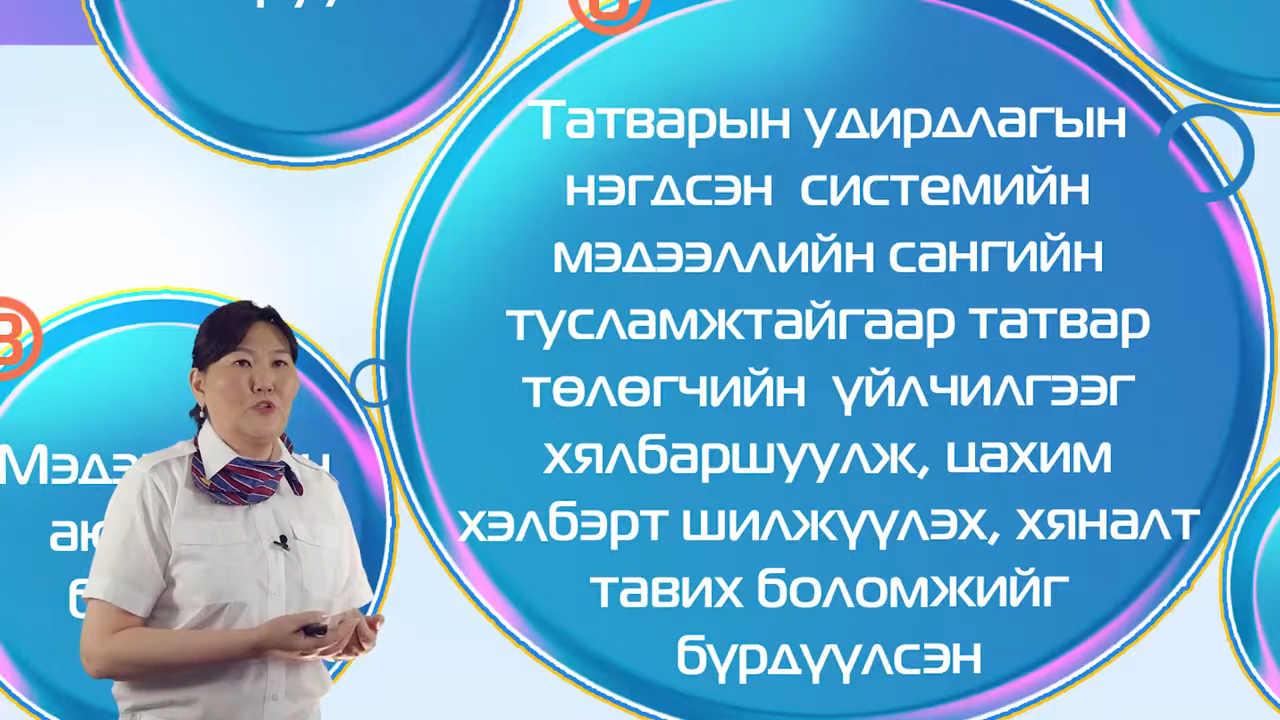 Татварын удирдлагын
нэгдсэн системийн
мэдээллийн сангийн
тусламжтайгаар татвар
төлөгчийн үйлчилгээг
хялбаршуулж, цахим
хэлбэрт шилжүүлэх, хяналт
тавих боломжийг
бүрдүүлсэн